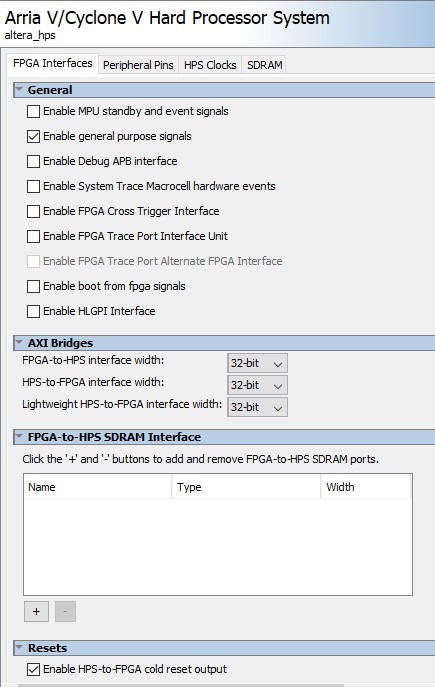 Arria V/Cyclone V Hard Processor System
altera_hps
FPGA Interfaces Peripheral Pins HPS Clocks SDRAM
General
Enable MPU standby and event signals
Enable general purpose signals
Enable Debug APB interface
Enable System Trace Macrocell hardware events
Enable FPGA Cross Trigger Interface
Enable FPGA Trace Port Interface Unit
Enable FPGA Trace Port Alternate FPGA Interface
Enable boot from fpga signals
Enable HLGPI Interface
AXI Bridges
FPGA-to-HPS interface width: 32-bit
HPS-to-FPGA interface width: 32-bit
Lightweight HPS-to-FPGA interface width: 32-bit
FPGA-to-HPS SDRAM Interface
Click the '+' and '-' buttons to add and remove FPGA-to-HPS SDRAM ports.
Name Type Width
+ -
Resets
Enable HPS-to-FPGA cold reset output